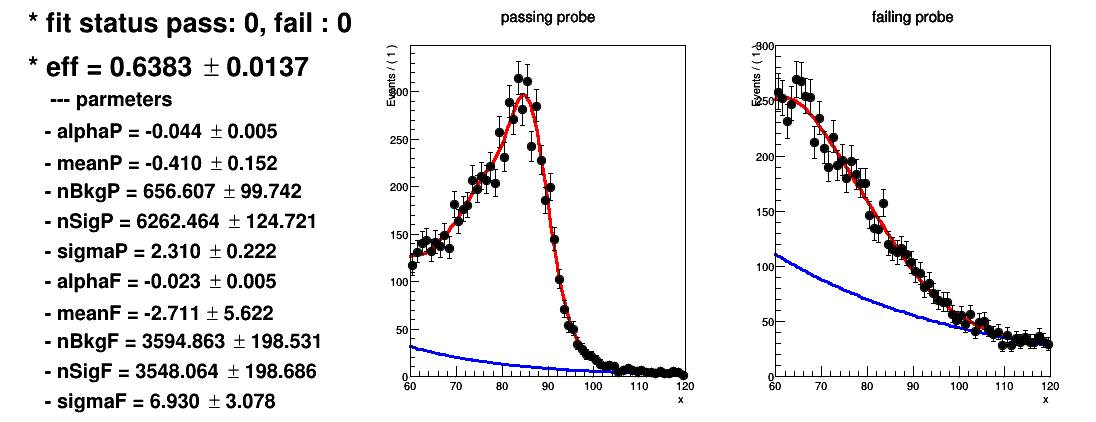 * fit status pass: 0, fail : 0
* eff = 0.6383 ± 0.0137
--- parmeters
- alphaP = -0.044 ± 0.005
- meanP = -0.410 ± 0.152
- nBkgP = 656.607 ± 99.742
- nSigP = 6262.464 ± 124.721
- sigmaP = 2.310 ± 0.222
- alphaF = -0.023 ± 0.005
- meanF = -2.711 ± 5.622
- nBkgF = 3594.863 ± 198.531
- nSigF = 3548.064 ± 198.686
- sigmaF = 6.930 ± 3.078
passing probe
Events / ( 1 )
300
250
200
150
100
50
0
60 70 80 90 100 110 120
x
failing probe
Events / ( 1 )
300
250
200
150
100
50
0
60 70 80 90 100 110 120
x